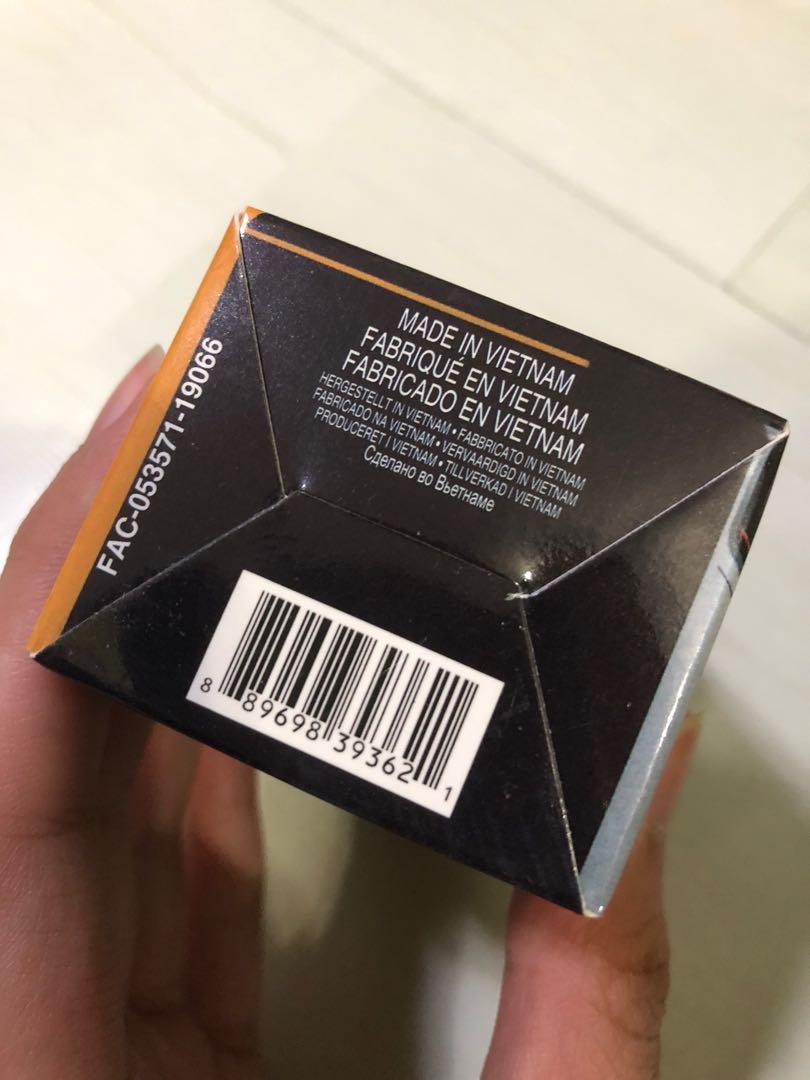 MADE IN VIETNAM
FABRIQUÉ EN VIETNAM
FABRICADO EN VIETNAM
HERGESTELLT IN VIETNAM • FABBRICATO IN VIETNAM
FABRICADO NA VIETNAM • VERVAARDIGD IN VIETNAM
PRODUCERET I VIETNAM • TILLVERKAD I VIETNAM
Сделано во Вьетнаме
FAC-053571-19066
8 89698 39362 1